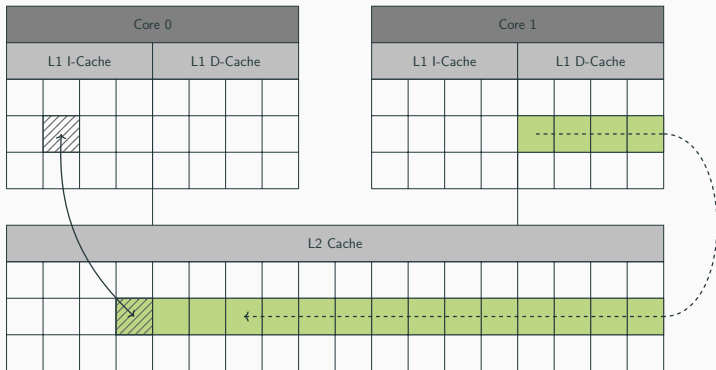 Core 0
Core 1
L1 I-Cache
L1 D-Cache
L1 I-Cache
L1 D-Cache
L2 Cache